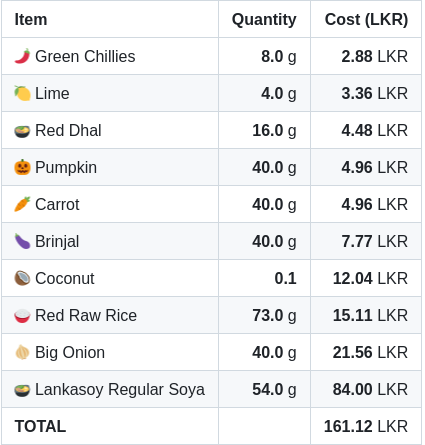 Item Quantity Cost (LKR)
Green Chillies 8.0 g 2.88 LKR
Lime 4.0 g 3.36 LKR
Red Dhal 16.0 g 4.48 LKR
Pumpkin 40.0 g 4.96 LKR
Carrot 40.0 g 4.96 LKR
Brinjal 40.0 g 7.77 LKR
Coconut 0.1 12.04 LKR
Red Raw Rice 73.0 g 15.11 LKR
Big Onion 40.0 g 21.56 LKR
Lankasoy Regular Soya 54.0 g 84.00 LKR
TOTAL 161.12 LKR